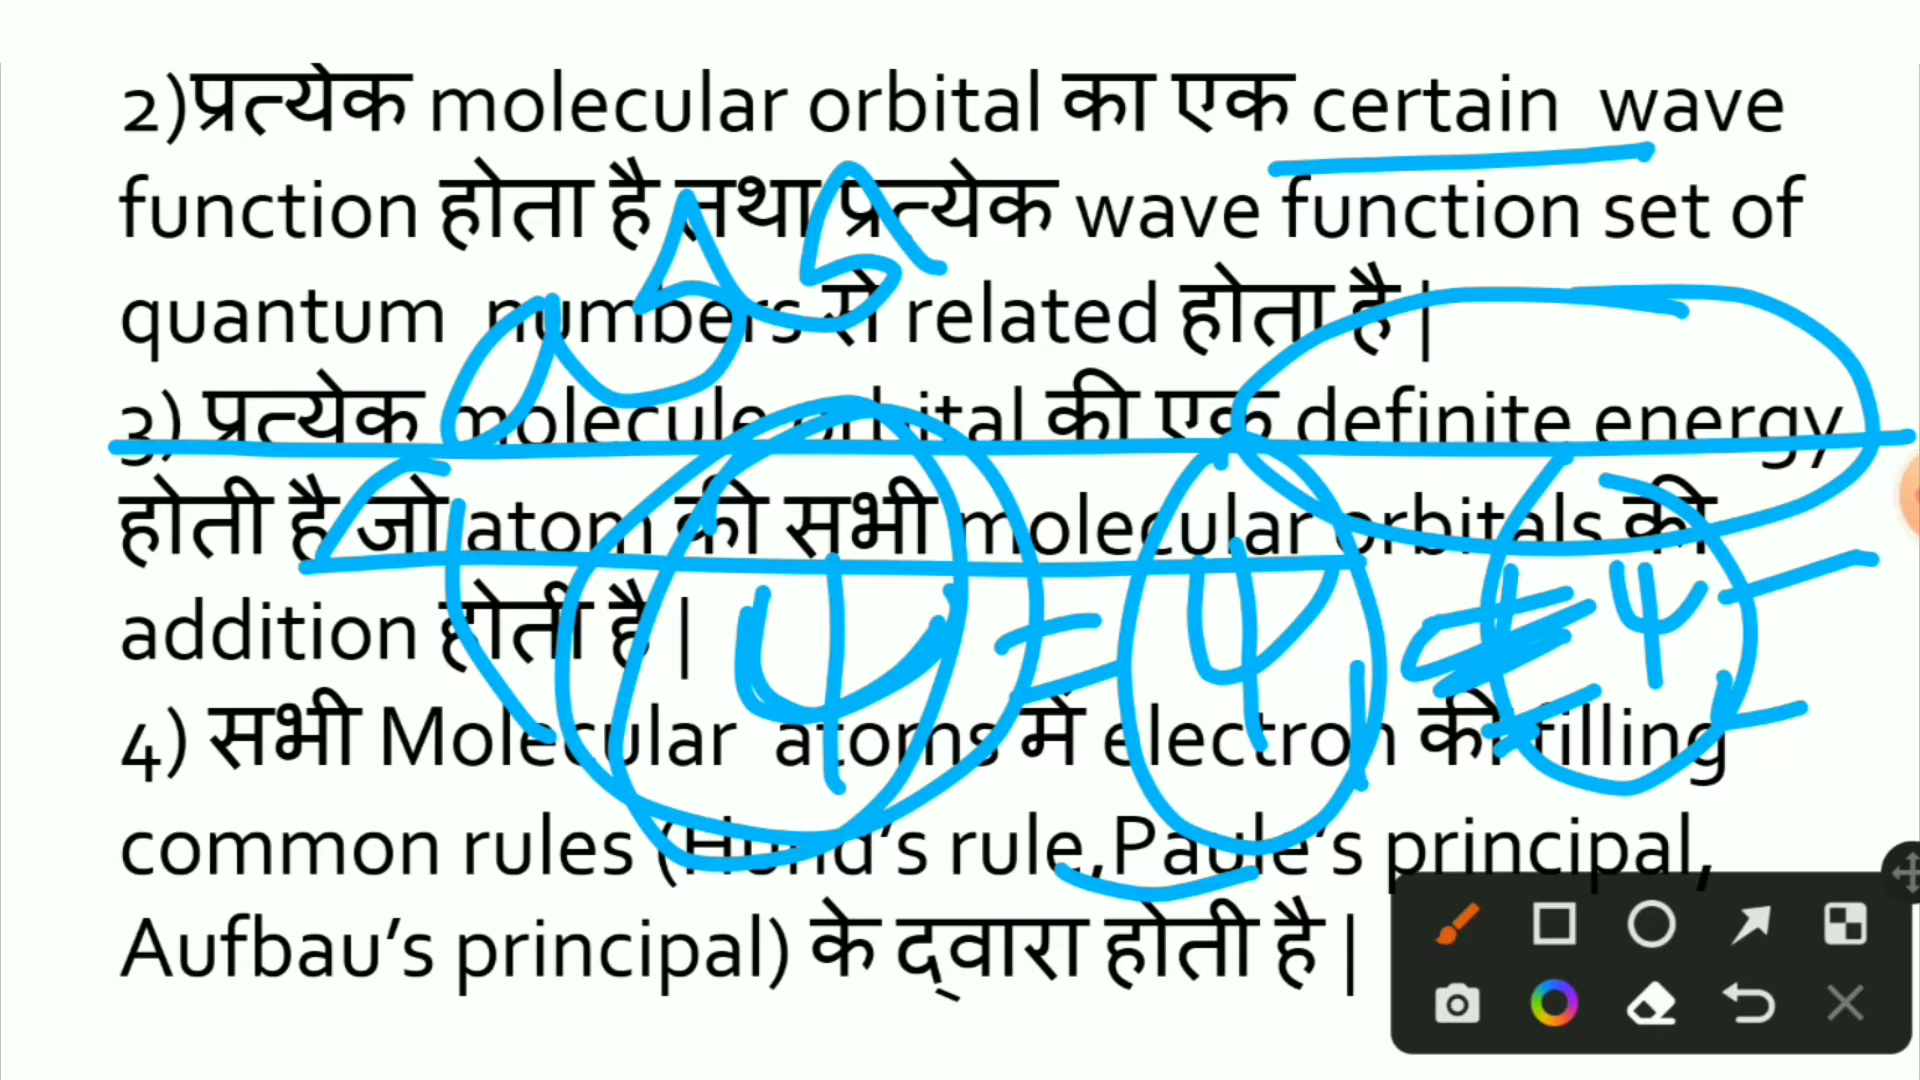 2)प्रत्येक molecular orbital का एक certain wave
function होता है तथा प्रत्येक wave function set of
quantum numbers से related होता है |
3) प्रत्येक molecule orbital की एक definite energy
होती है जो atom की सभी molecular orbitals की
addition होती है |
ψ = ψ ψ
4) सभी Molecular atoms में electron की filling
common rules (Hund’s rule,Paule’s principal,
Aufbau’s principal) के द्वारा होती है |